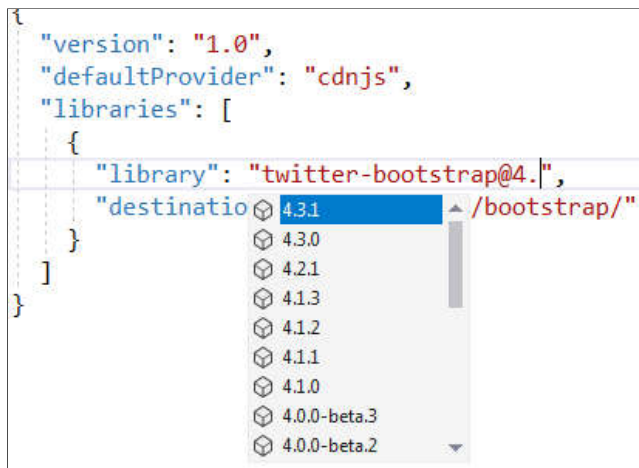 {
"version": "1.0",
"defaultProvider": "cdnjs",
"libraries": [
{
"library": "twitter-bootstrap@4.",
"destinatio /bootstrap/"
4.3.1
}
4.3.0
]
4.2.1
}
4.1.3
4.1.2
4.1.1
4.1.0
4.0.0-beta.3
4.0.0-beta.2